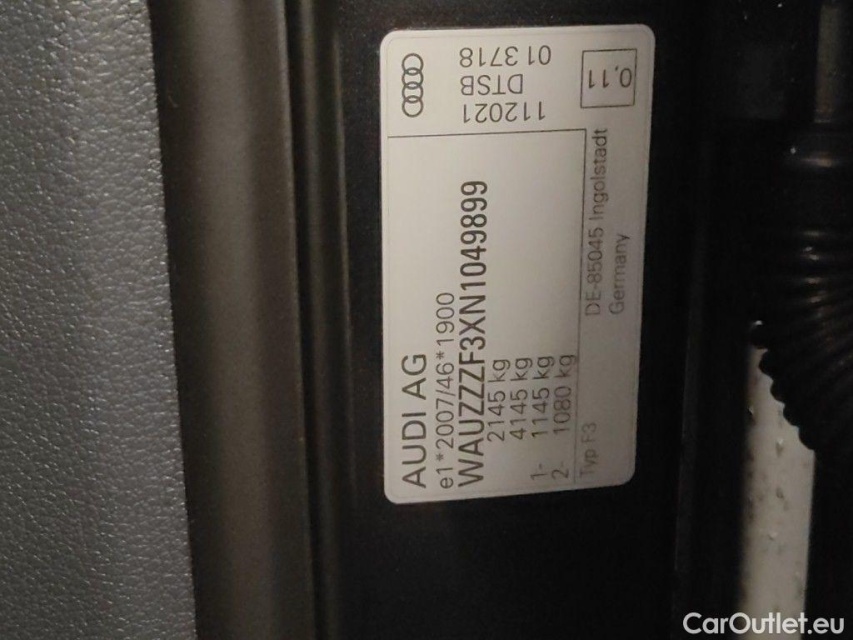 AUDI AG
e1*2007/46*1900
WAUZZZF3XN1049899
2145 kg
4145 kg
1- 1145 kg
2- 1080 kg
Typ F3
DE-85045 Ingolstadt
Germany
112021
DTSB
013718
0,11
CarOutlet.eu